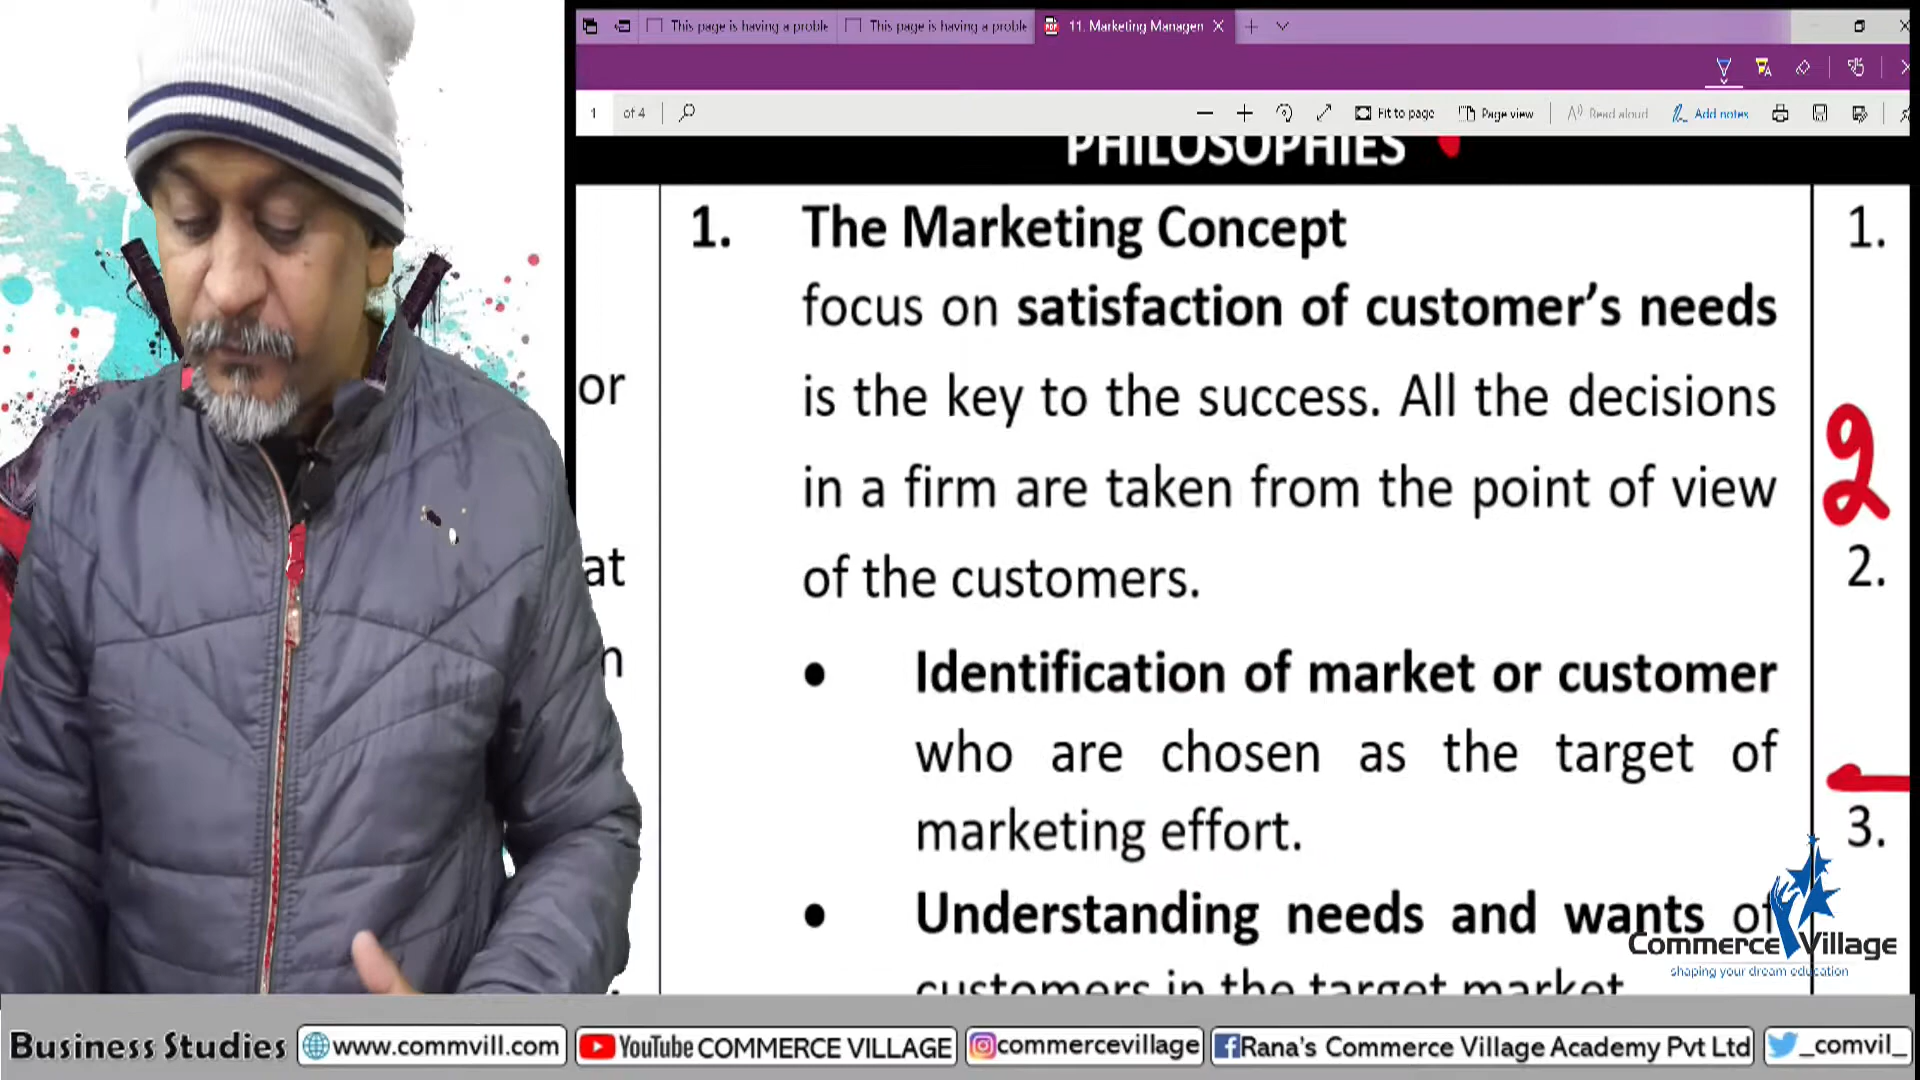 This page is having a proble
This page is having a proble
11. Marketing Managen
1 of 4
Fit to page
Page view
Read aloud
Add notes
PHILOSOPHIES
or
at
1. The Marketing Concept
focus on satisfaction of customer's needs
is the key to the success. All the decisions
in a firm are taken from the point of view
of the customers.
• Identification of market or customer
who are chosen as the target of
marketing effort.
• Understanding needs and wants of
customers in the target market.
1.
2
2.
3.
Commerce Village
shaping your dream education
Business Studies
www.commvill.com
YouTube COMMERCE VILLAGE
commercevillage
Rana's Commerce Village Academy Pvt Ltd
_comvil_